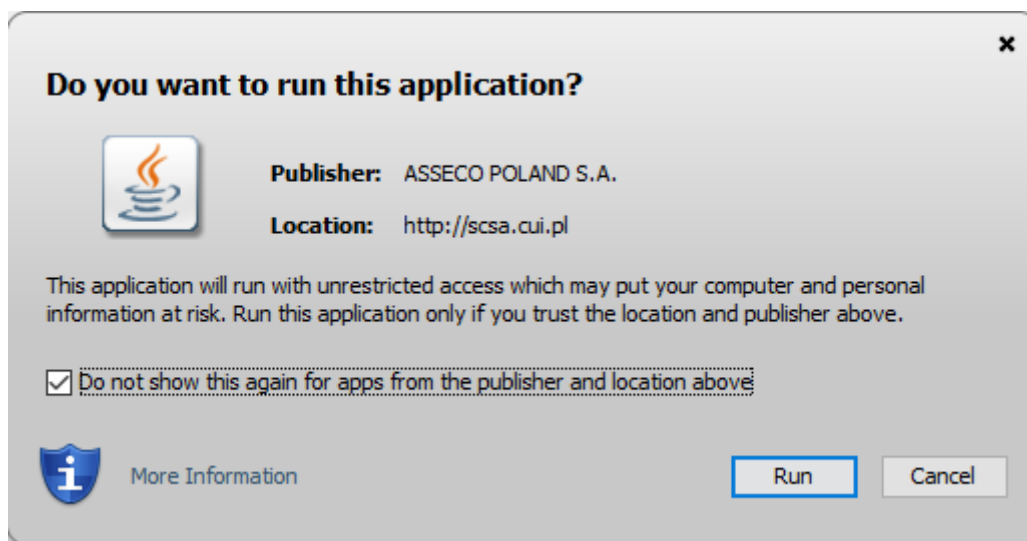 Do you want to run this application?
Publisher: ASSECO POLAND S.A.
Location: http://scsa.cui.pl
This application will run with unrestricted access which may put your computer and personal
information at risk. Run this application only if you trust the location and publisher above.
Do not show this again for apps from the publisher and location above
More Information
Run
Cancel